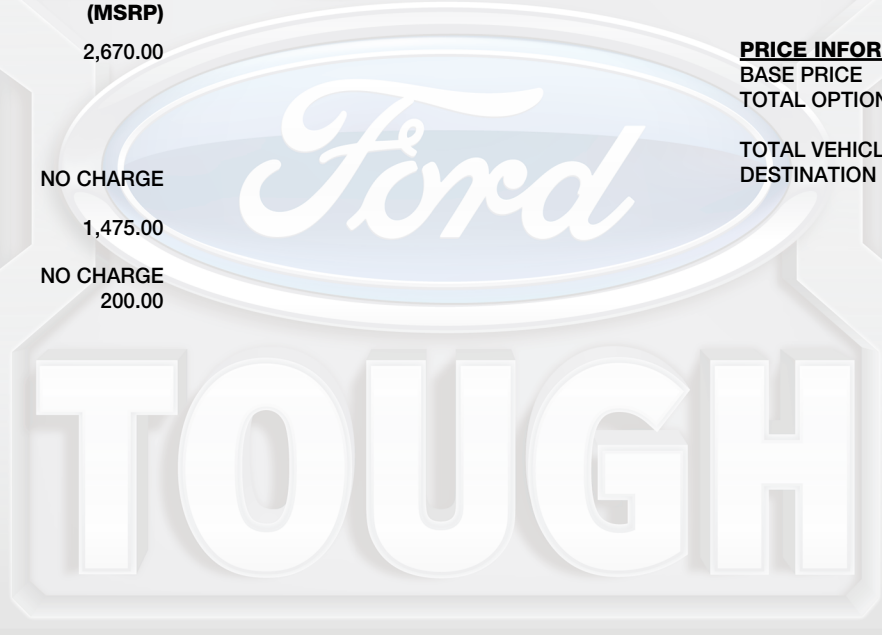 (MSRP)
2,670.00
NO CHARGE
1,475.00
NO CHARGE
200.00
PRICE INFOR
BASE PRICE
TOTAL OPTION
TOTAL VEHICL
DESTINATION
Ford
TOUGH